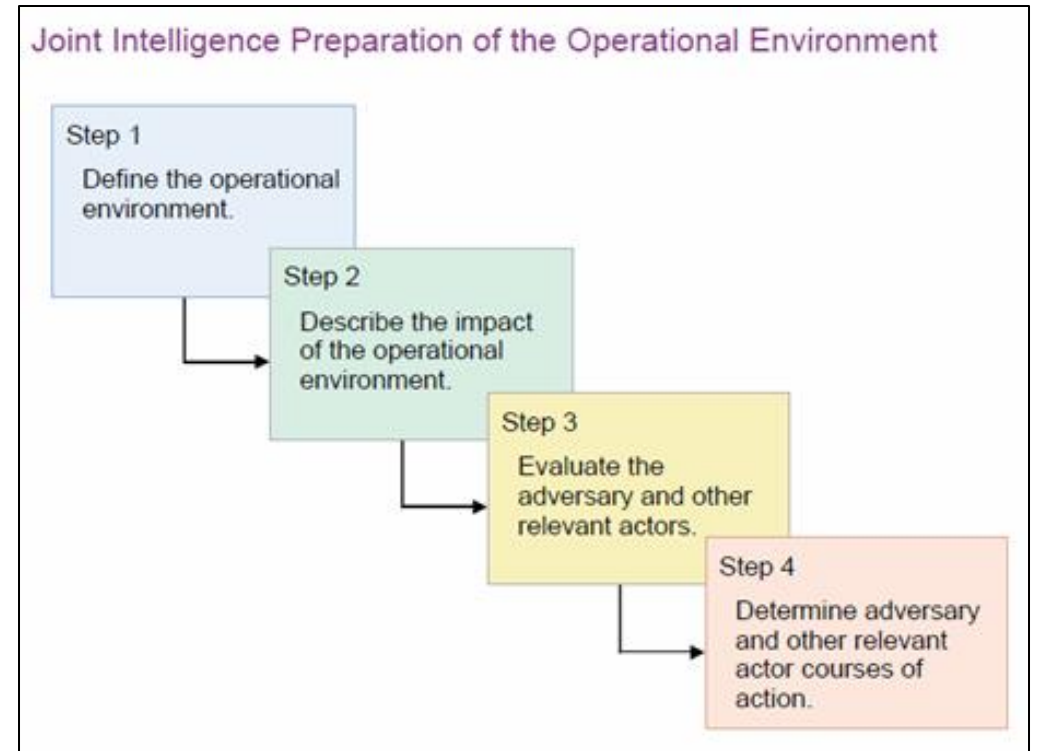 Joint Intelligence Preparation of the Operational Environment
Step 1
Define the operational
environment.
Step 2
Describe the impact
of the operational
environment.
Step 3
Evaluate the
adversary and other
relevant actors.
Step 4
Determine adversary
and other relevant
actor courses of
action.